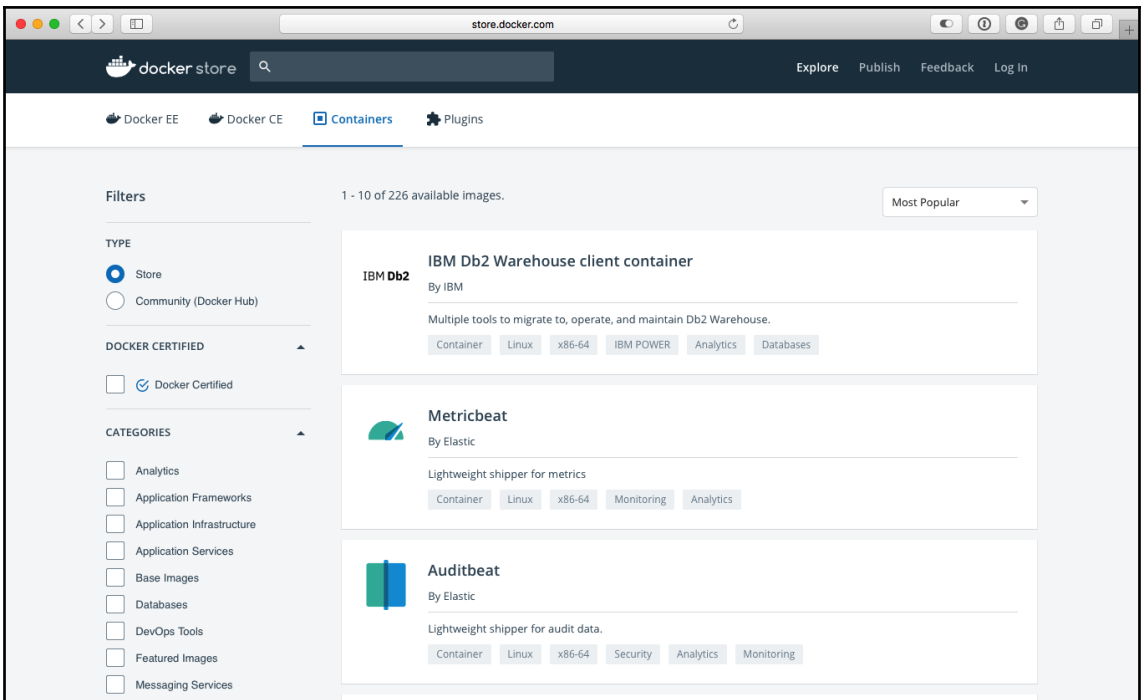 store.docker.com
docker store
Explore Publish Feedback Log In
Docker EE Docker CE Containers Plugins
Filters
TYPE
Store
Community (Docker Hub)
DOCKER CERTIFIED
Docker Certified
CATEGORIES
Analytics
Application Frameworks
Application Infrastructure
Application Services
Base Images
Databases
DevOps Tools
Featured Images
Messaging Services
1 - 10 of 226 available images.
Most Popular
IBM Db2
IBM Db2 Warehouse client container
By IBM
Multiple tools to migrate to, operate, and maintain Db2 Warehouse.
Container Linux x86-64 IBM POWER Analytics Databases
Metricbeat
By Elastic
Lightweight shipper for metrics
Container Linux x86-64 Monitoring Analytics
Auditbeat
By Elastic
Lightweight shipper for audit data.
Container Linux x86-64 Security Analytics Monitoring